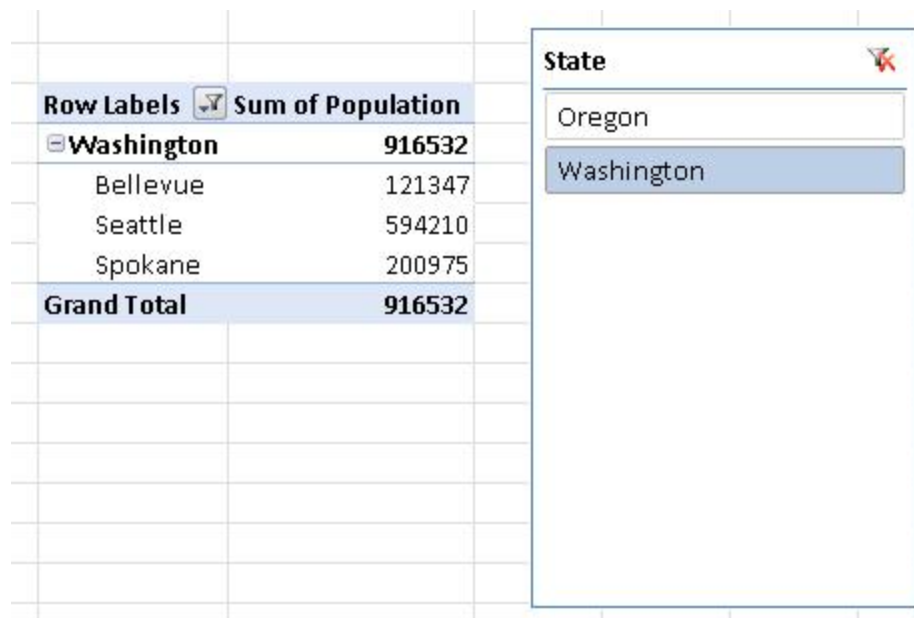 Row Labels Sum of Population
Washington 916532
Bellevue 121347
Seattle 594210
Spokane 200975
Grand Total 916532
State
Oregon
Washington